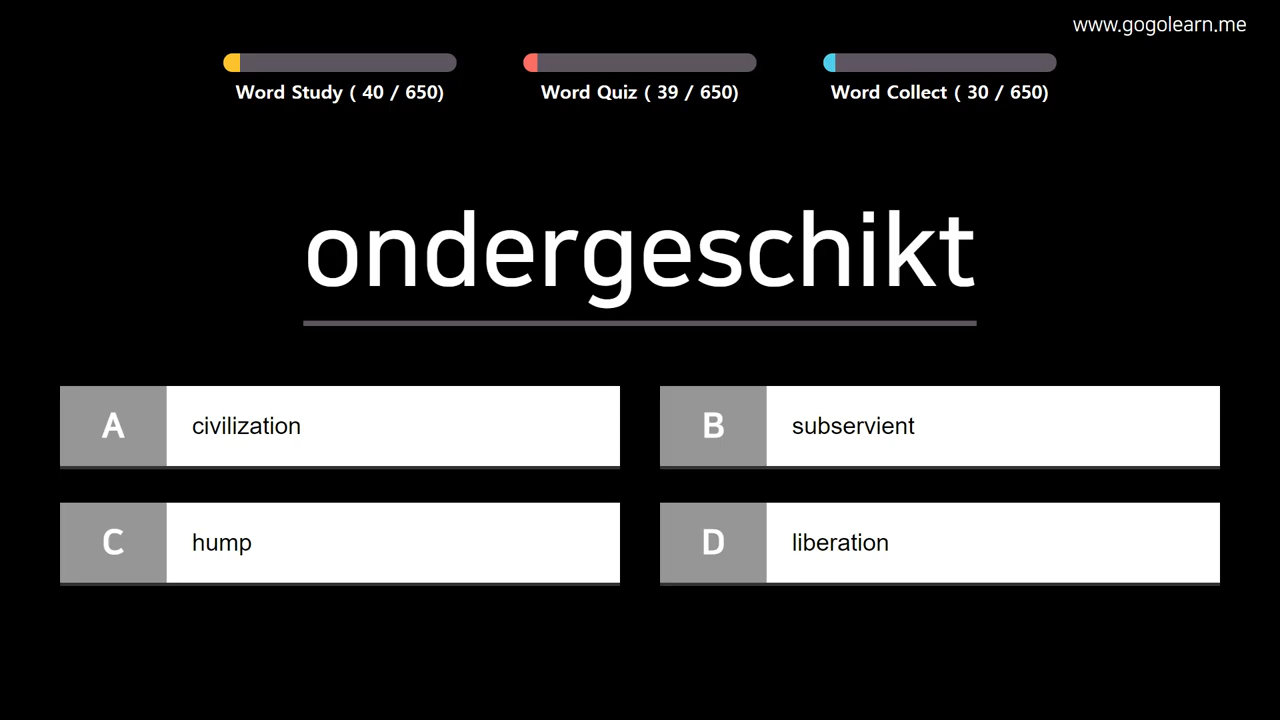 www.gogolearn.me
Word Study ( 40 / 650)
Word Quiz ( 39 / 650)
Word Collect ( 30 / 650)
ondergeschikt
A civilization
B subservient
C hump
D liberation